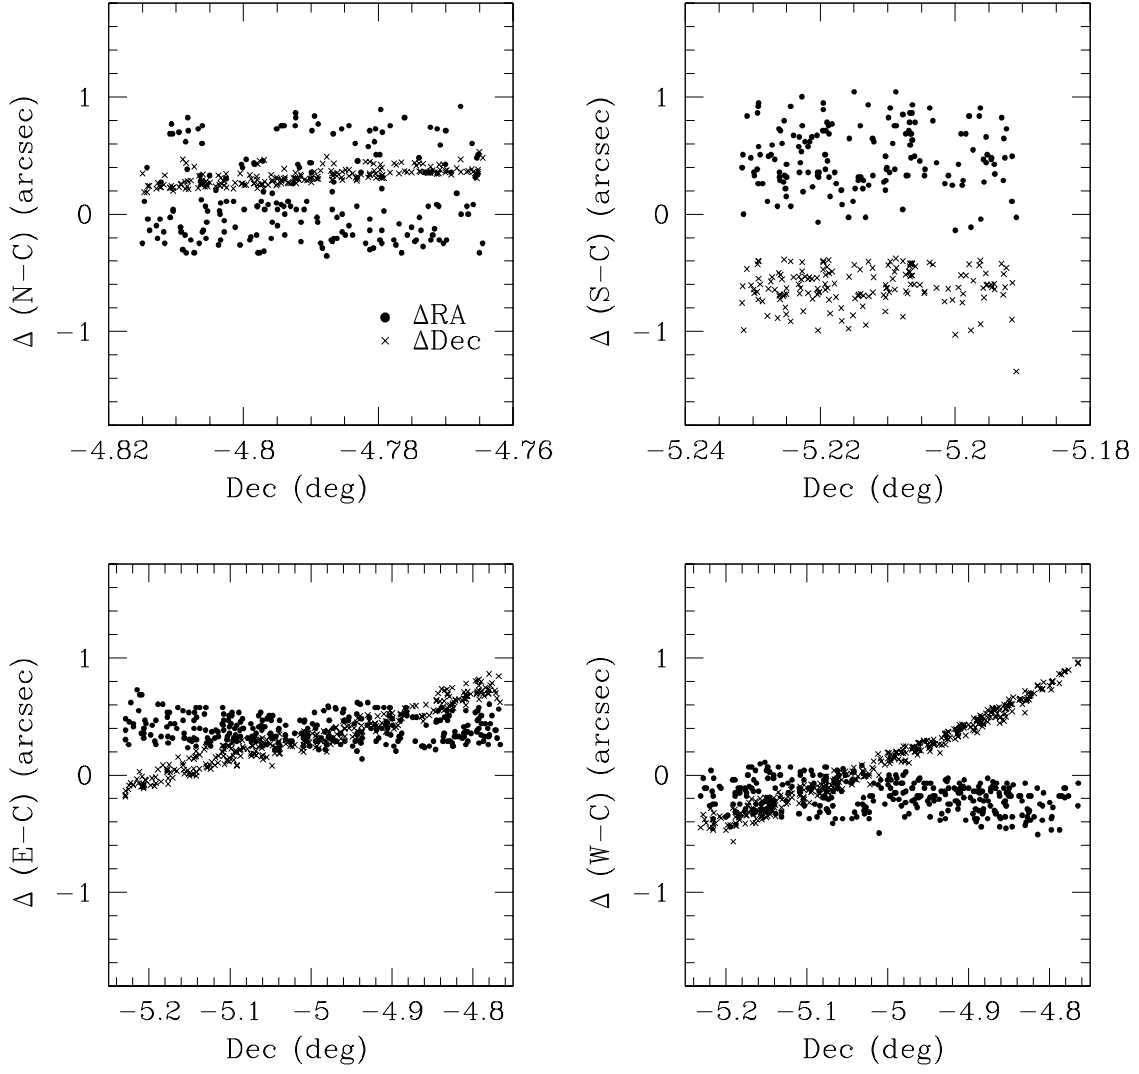 Δ (N−C) (arcsec)
1
0
−1
ΔRA
ΔDec
−4.82 −4.8 −4.78 −4.76
Dec (deg)
Δ (S−C) (arcsec)
1
0
−1
−5.24 −5.22 −5.2 −5.18
Dec (deg)
Δ (E−C) (arcsec)
1
0
−1
−5.2 −5.1 −5 −4.9 −4.8
Dec (deg)
Δ (W−C) (arcsec)
1
0
−1
−5.2 −5.1 −5 −4.9 −4.8
Dec (deg)